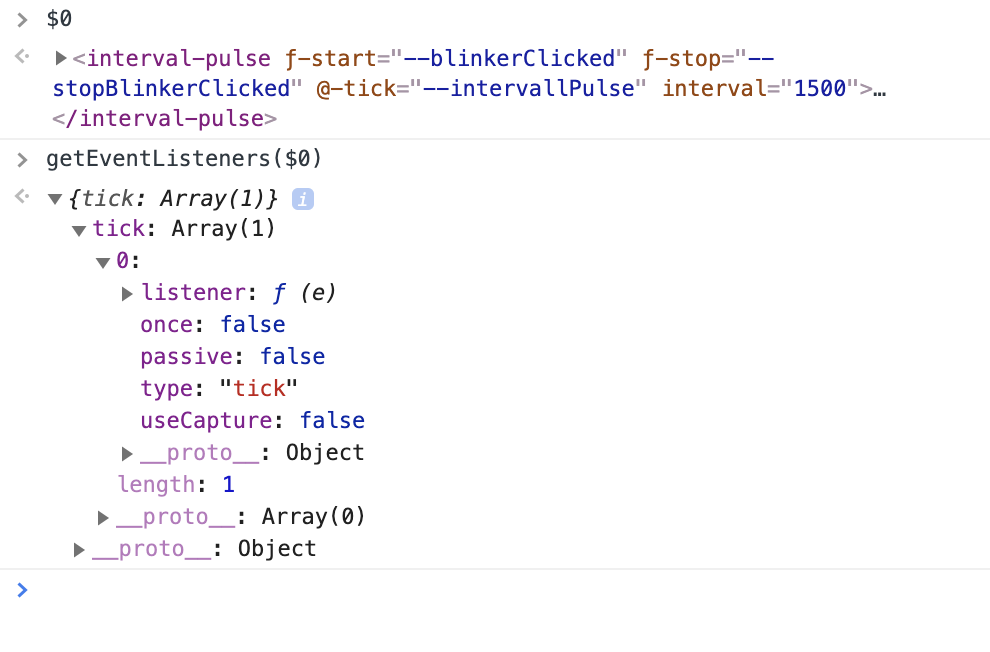 > $0
<interval-pulse ƒ-start="--blinkerClicked" ƒ-stop="--
stopBlinkerClicked" @-tick="--intervallPulse" interval="1500">…
</interval-pulse>
> getEventListeners($0)
{tick: Array(1)} i
tick: Array(1)
0:
listener: ƒ (e)
once: false
passive: false
type: "tick"
useCapture: false
__proto__: Object
length: 1
__proto__: Array(0)
__proto__: Object
>